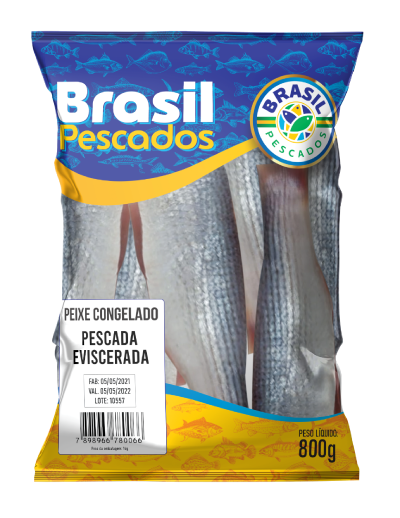 Brasil
Pescados
BRASIL
PESCADOS
PEIXE CONGELADO
PESCADA
EVISCERADA
FAB: 05/05/2021
VAL. 05/05/2022
LOTE: 10557
7 898966 780066
PESO LÍQUIDO:
800g